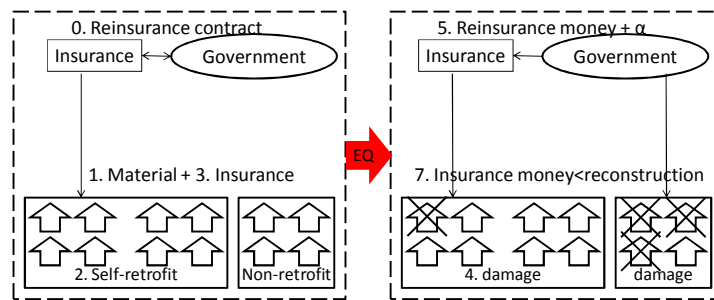 0. Reinsurance contract
Insurance
Government
1. Material + 3. Insurance
2. Self-retrofit
Non-retrofit
EQ
5. Reinsurance money + α
Insurance
Government
7. Insurance money<reconstruction
4. damage
damage